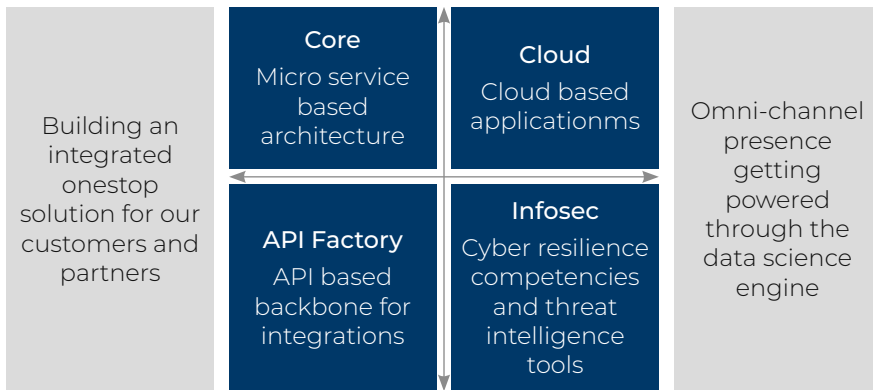 Building an
integrated
onestop
solution for our
customers and
partners
Core
Micro service
based
architecture
Cloud
Cloud based
applicationms
API Factory
API based
backbone for
integrations
Infosec
Cyber resilience
competencies
and threat
intelligence
tools
Omni-channel
presence
getting
powered
through the
data science
engine